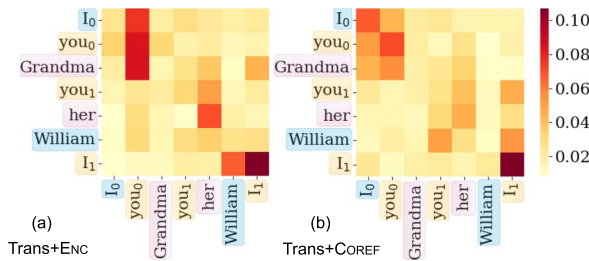 I0
you0
Grandma
you1
her
William
I1
I0
you0
Grandma
you1
her
William
I1
(a)
Trans+ENC
I0
you0
Grandma
you1
her
William
I1
I0
you0
Grandma
you1
her
William
I1
(b)
Trans+COREF
0.10
0.08
0.06
0.04
0.02